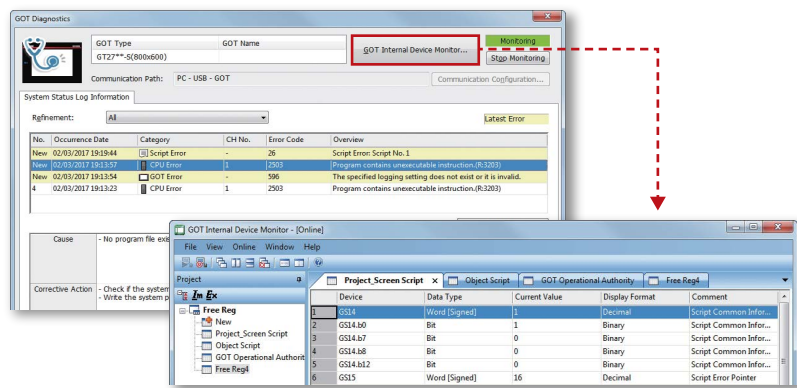 GOT Diagnostics
GOT Type GOT Name
GT27**-S(800x600)
GOT Internal Device Monitor...
Monitoring
Stop Monitoring
Communication Path: PC - USB - GOT
Communication Configuration...
System Status Log Information
Refinement: All
Latest Error
No. Occurrence Date Category CH No. Error Code Overview
New 02/03/2017 19:19:44 Script Error - 26 Script Error: Script No. 1
New 02/03/2017 19:13:57 CPU Error 1 2503 Program contains unexecutable instruction.(R:3203)
New 02/03/2017 19:13:54 GOT Error - 596 The specified logging setting does not exist or it is invalid.
4 02/03/2017 19:13:23 CPU Error 1 2503 Program contains unexecutable instruction.(R:3203)
Cause - No program file exe
Corrective Action - Check if the system
- Write the system p
GOT Internal Device Monitor - [Online]
File View Online Window Help
Project
Im Ex
Free Reg
New
Project_Screen Script
Object Script
GOT Operational Authorit
Free Reg4
Project_Screen Script Object Script GOT Operational Authority Free Reg4
Device Data Type Current Value Display Format Comment
1 GS14 Word [Signed] 1 Decimal Script Common Infor...
2 GS14.b0 Bit 1 Binary Script Common Infor...
3 GS14.b7 Bit 0 Binary Script Common Infor...
4 GS14.b8 Bit 0 Binary Script Common Infor...
5 GS14.b12 Bit 0 Binary Script Common Infor...
6 GS15 Word [Signed] 16 Decimal Script Error Pointer